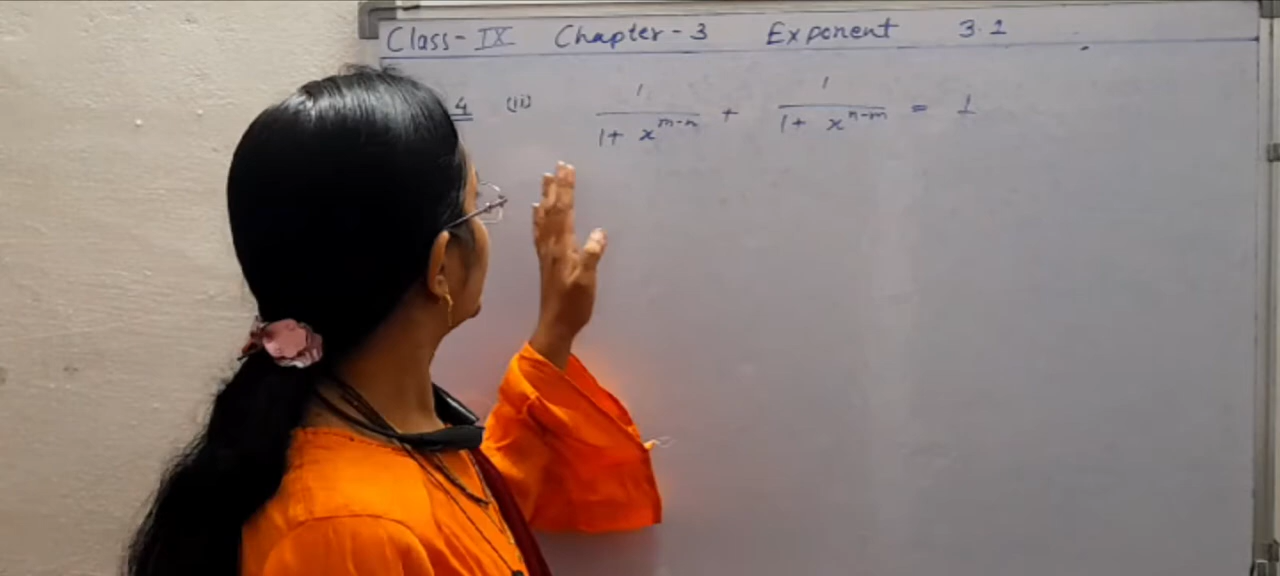 Class-IX Chapter-3 Exponent 3.1
4 (ii) 1/(1+ x^(m-n)) + 1/(1+ x^(n-m)) = 1